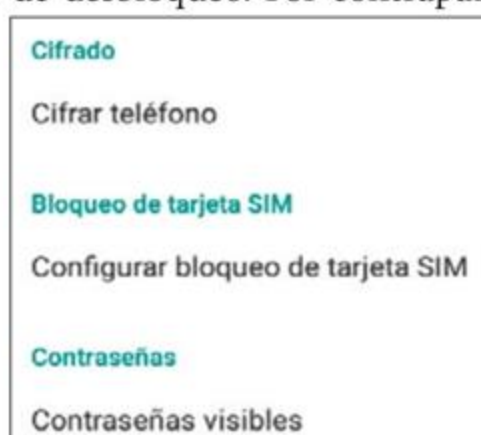 Cifrado
Cifrar teléfono
Bloqueo de tarjeta SIM
Configurar bloqueo de tarjeta SIM
Contraseñas
Contraseñas visibles